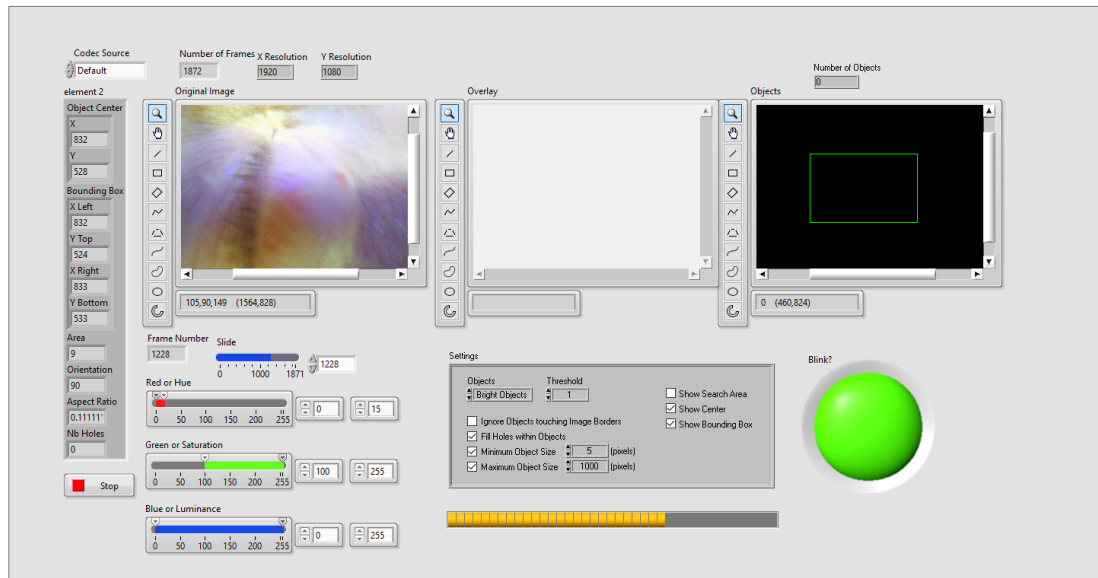 Codec Source
Default
Number of Frames
1872
X Resolution
1920
Y Resolution
1080
Number of Objects
0
element 2
Object Center
X
832
Y
528
Bounding Box
X Left
832
Y Top
524
X Right
833
Y Bottom
533
Area
9
Orientation
90
Aspect Ratio
0.11111
Nb Holes
0
Stop
Original Image
105,90,149 (1564,828)
Overlay
Objects
0 (460,824)
Frame Number
1228
Slide
0 1000 1871
1228
Red or Hue
0 50 100 150 200 255
0
15
Green or Saturation
0 50 100 150 200 255
100
255
Blue or Luminance
0 50 100 150 200 255
0
255
Settings
Objects
Bright Objects
Threshold
1
Ignore Objects touching Image Borders
Fill Holes within Objects
Minimum Object Size 5 (pixels)
Maximum Object Size 1000 (pixels)
Show Search Area
Show Center
Show Bounding Box
Blink?